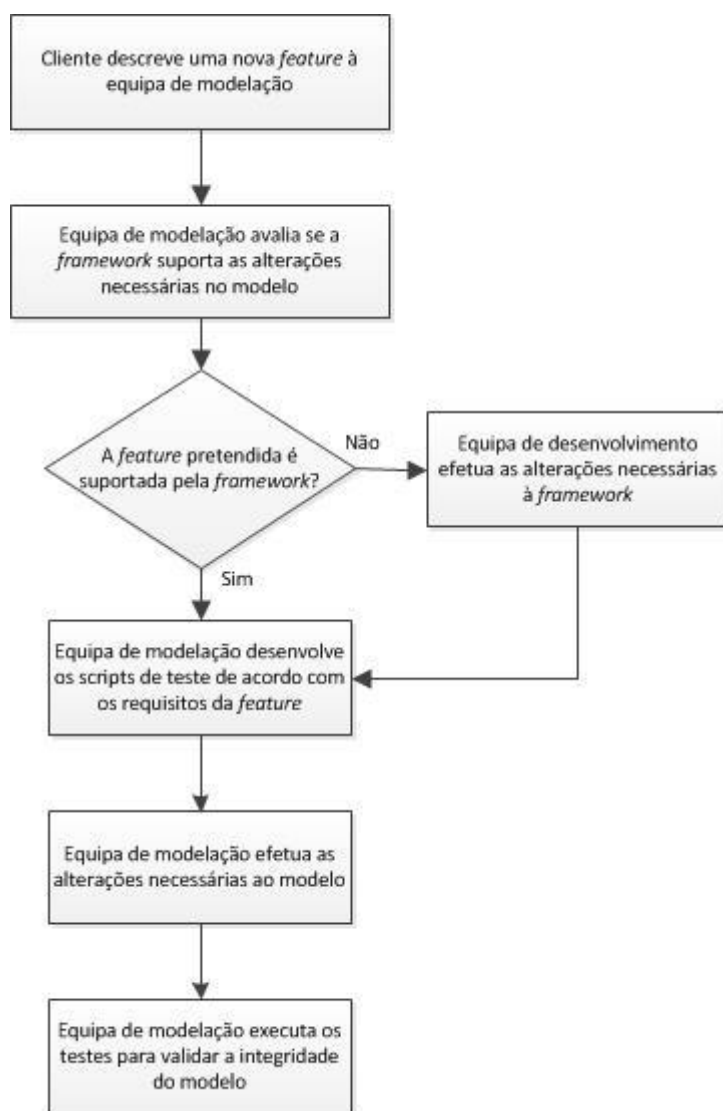 Cliente descreve uma nova feature à
equipa de modelação
Equipa de modelação avalia se a
framework suporta as alterações
necessárias no modelo
A feature pretendida é
suportada pela framework?
Não
Equipa de desenvolvimento
efetua as alterações necessárias
à framework
Sim
Equipa de modelação desenvolve
os scripts de teste de acordo com
os requisitos da feature
Equipa de modelação efetua as
alterações necessárias ao modelo
Equipa de modelação executa os
testes para validar a integridade
do modelo